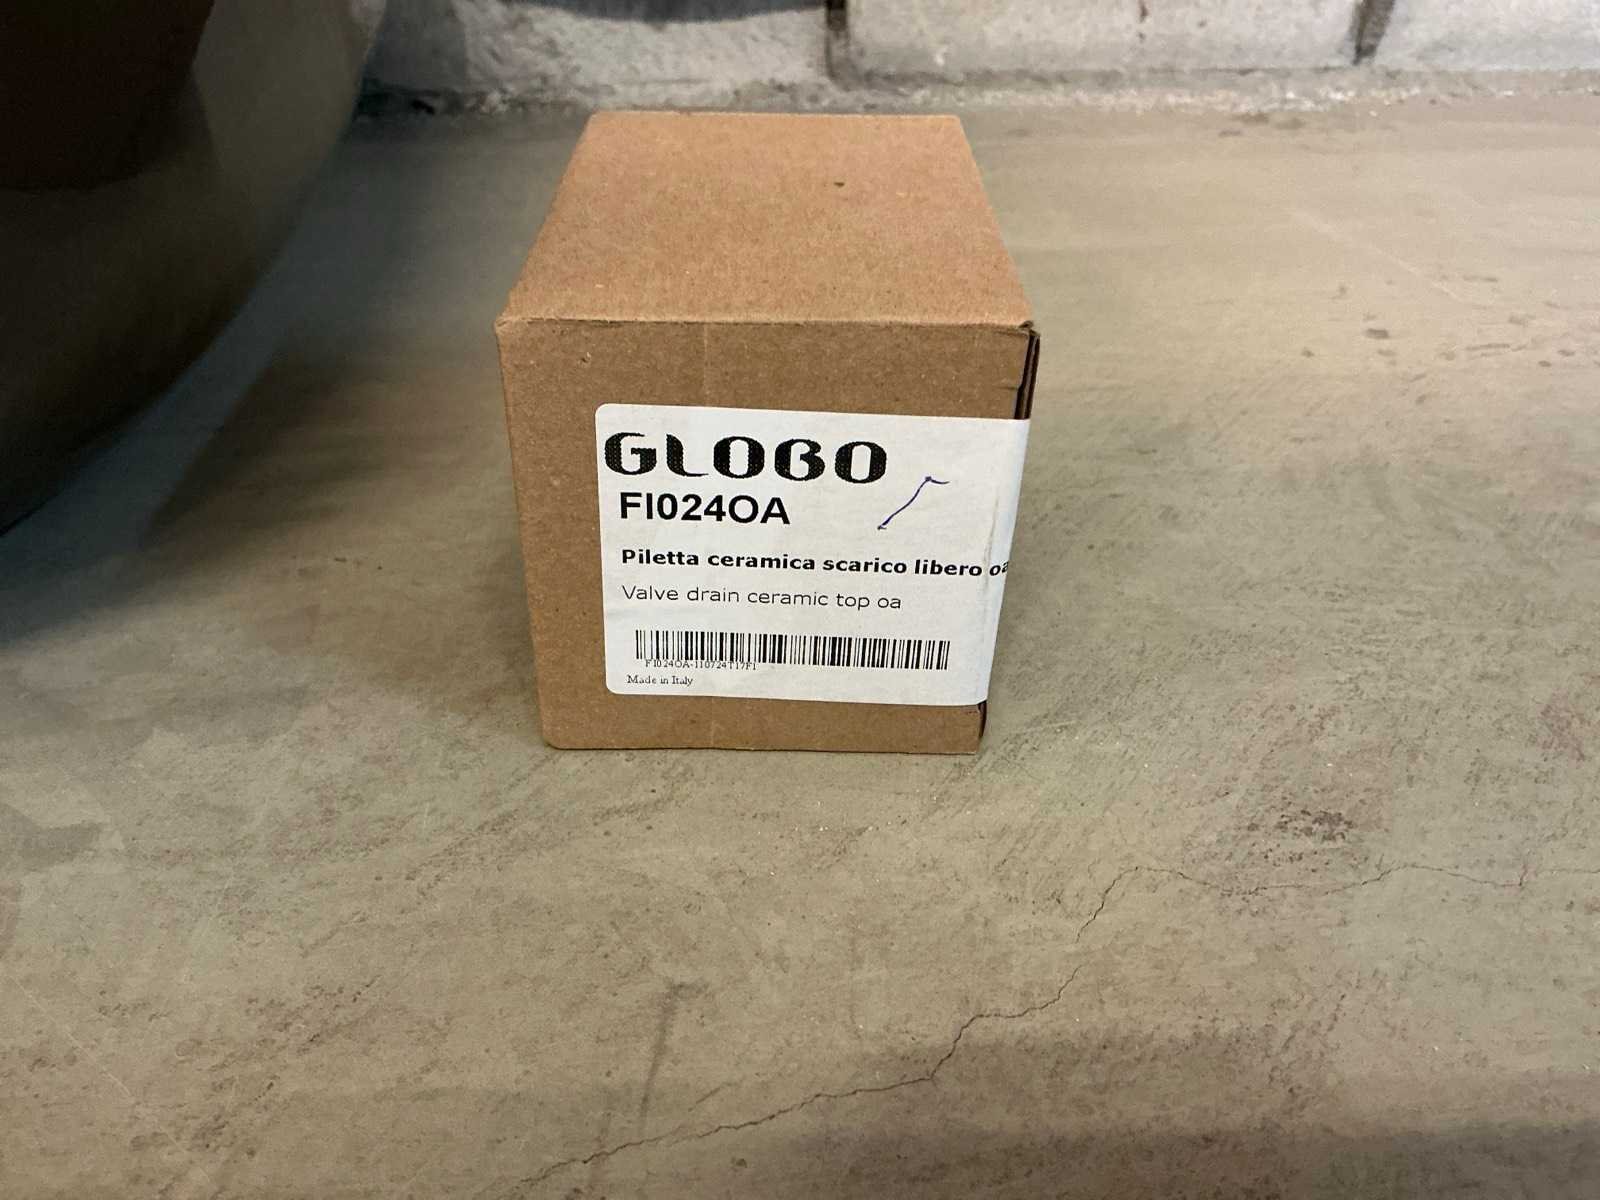 GLOBO
FI024OA
Piletta ceramica scarico libero oa
Valve drain ceramic top oa
FI024OA-110724T17F1
Made in Italy